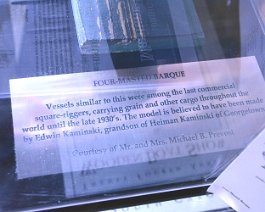 FOUR-MASTED BARQUE
Vessels similar to this were among the last commercial
square-riggers, carrying grain and other cargo throughout the
world until the late 1930's. The model is believed to have been made
by Edwin Kaminski, grandson of Heiman Kaminski of Georgetown
Courtesy of Mr. and Mrs. Michael B. Prevost